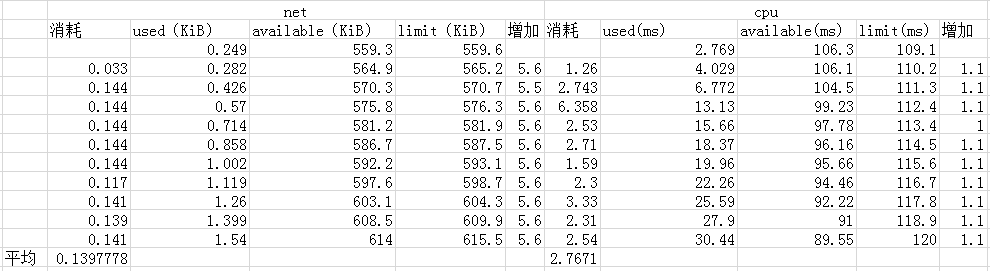 net cpu
消耗 used（KiB） available（KiB） limit（KiB） 增加 消耗 used(ms) available(ms) limit(ms) 增加
0.249 559.3 559.6 2.769 106.3 109.1
0.033 0.282 564.9 565.2 5.6 1.26 4.029 106.1 110.2 1.1
0.144 0.426 570.3 570.7 5.5 2.743 6.772 104.5 111.3 1.1
0.144 0.57 575.8 576.3 5.6 6.358 13.13 99.23 112.4 1.1
0.144 0.714 581.2 581.9 5.6 2.53 15.66 97.78 113.4 1
0.144 0.858 586.7 587.5 5.6 2.71 18.37 96.16 114.5 1.1
0.144 1.002 592.2 593.1 5.6 1.59 19.96 95.66 115.6 1.1
0.117 1.119 597.6 598.7 5.6 2.3 22.26 94.46 116.7 1.1
0.141 1.26 603.1 604.3 5.6 3.33 25.59 92.22 117.8 1.1
0.139 1.399 608.5 609.9 5.6 2.31 27.9 91 118.9 1.1
0.141 1.54 614 615.5 5.6 2.54 30.44 89.55 120 1.1
平均 0.1397778 2.7671